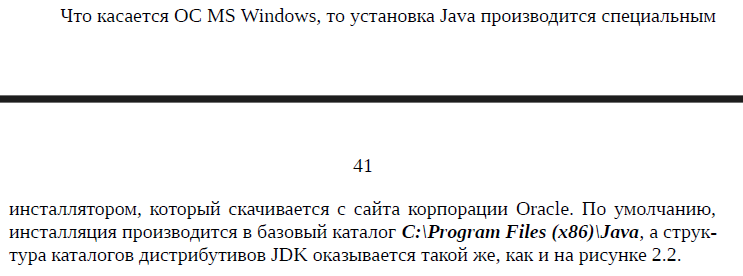 Что касается ОС MS Windows, то установка Java производится специальным
41
инсталлятором, который скачивается с сайта корпорации Oracle. По умолчанию,
инсталляция производится в базовый каталог C:\Program Files (x86)\Java, а струк-
тура каталогов дистрибутивов JDK оказывается такой же, как и на рисунке 2.2.